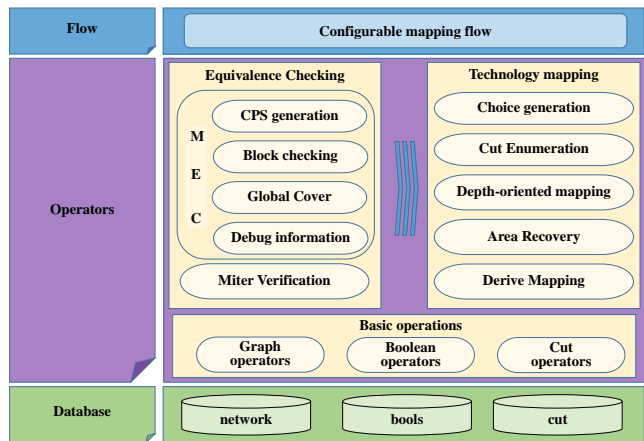 Flow
Configurable mapping flow
Operators
Equivalence Checking
M
E
C
CPS generation
Block checking
Global Cover
Debug information
Miter Verification
Technology mapping
Choice generation
Cut Enumeration
Depth-oriented mapping
Area Recovery
Derive Mapping
Basic operations
Graph
operators
Boolean
operators
Cut
operators
Database
network
bools
cut